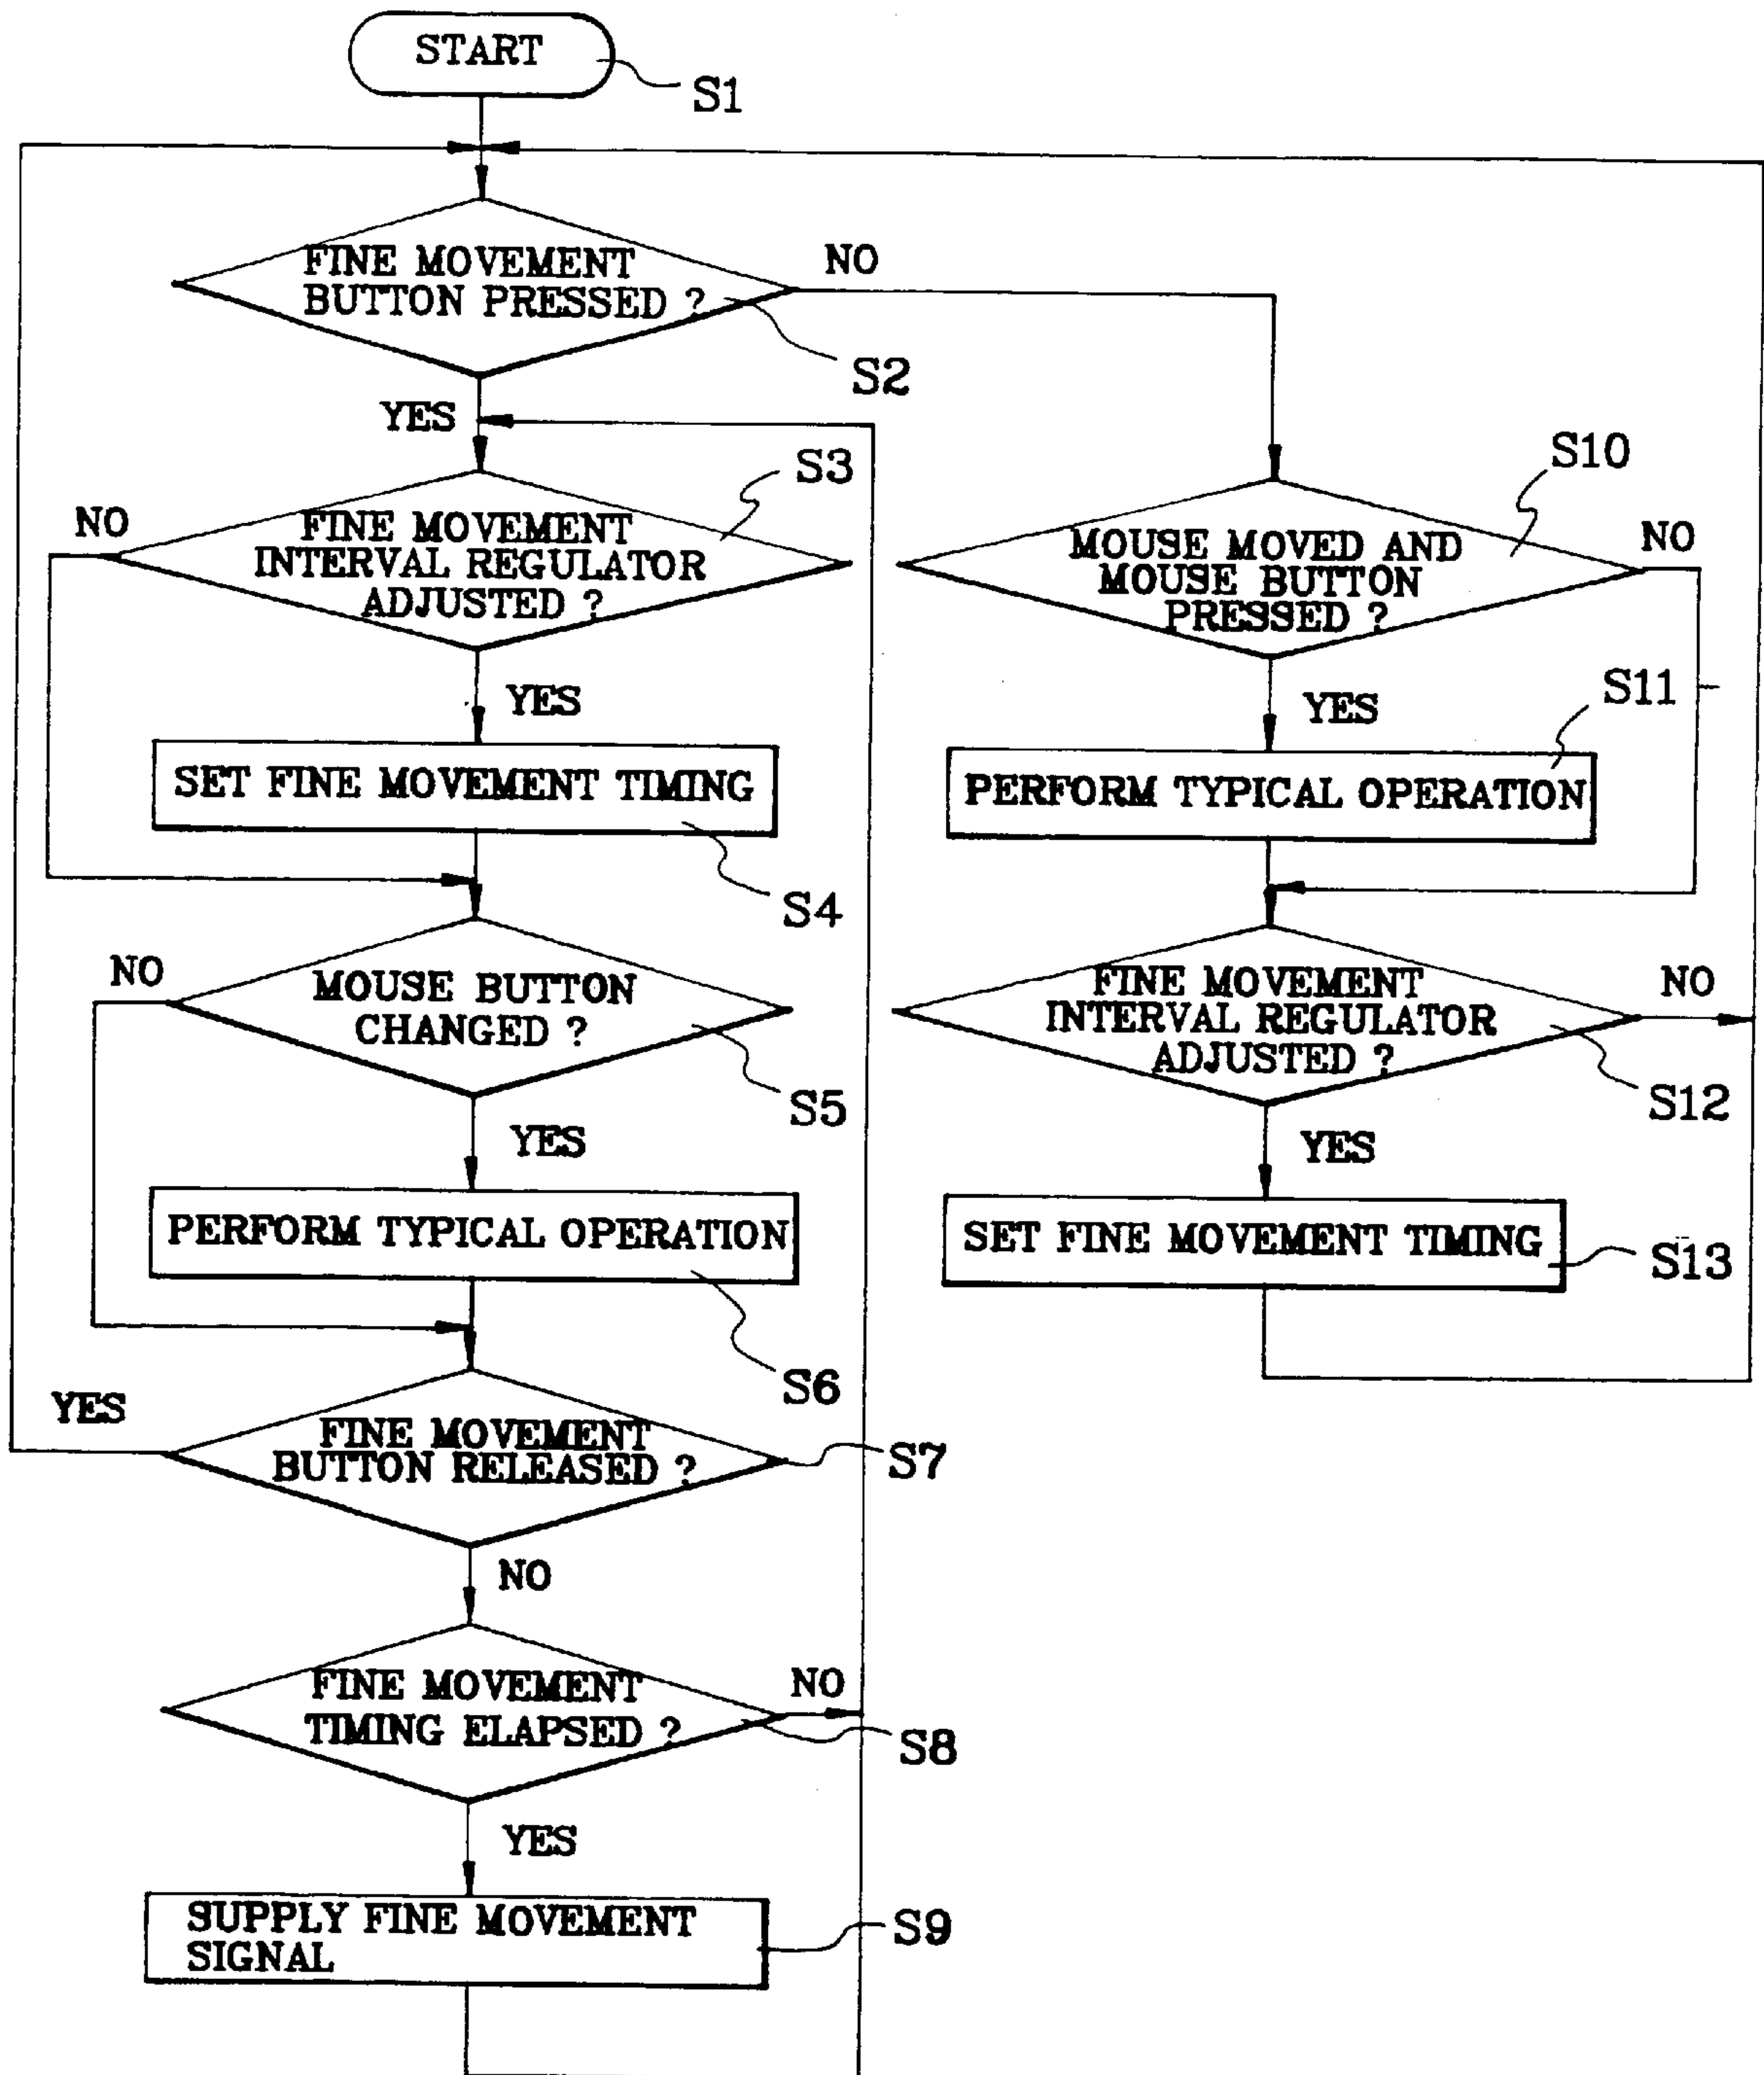 START
S1
FINE MOVEMENT
BUTTON PRESSED ?
NO
S2
YES
S3
NO
FINE MOVEMENT
INTERVAL REGULATOR
ADJUSTED ?
YES
SET FINE MOVEMENT TIMING
S4
NO
MOUSE BUTTON
CHANGED ?
S5
YES
PERFORM TYPICAL OPERATION
S6
YES
FINE MOVEMENT
BUTTON RELEASED ?
S7
NO
FINE MOVEMENT
TIMING ELAPSED ?
NO
S8
YES
SUPPLY FINE MOVEMENT
SIGNAL
S9
S10
MOUSE MOVED AND
MOUSE BUTTON
PRESSED ?
NO
YES
S11
PERFORM TYPICAL OPERATION
FINE MOVEMENT
INTERVAL REGULATOR
ADJUSTED ?
NO
S12
YES
SET FINE MOVEMENT TIMING
S13